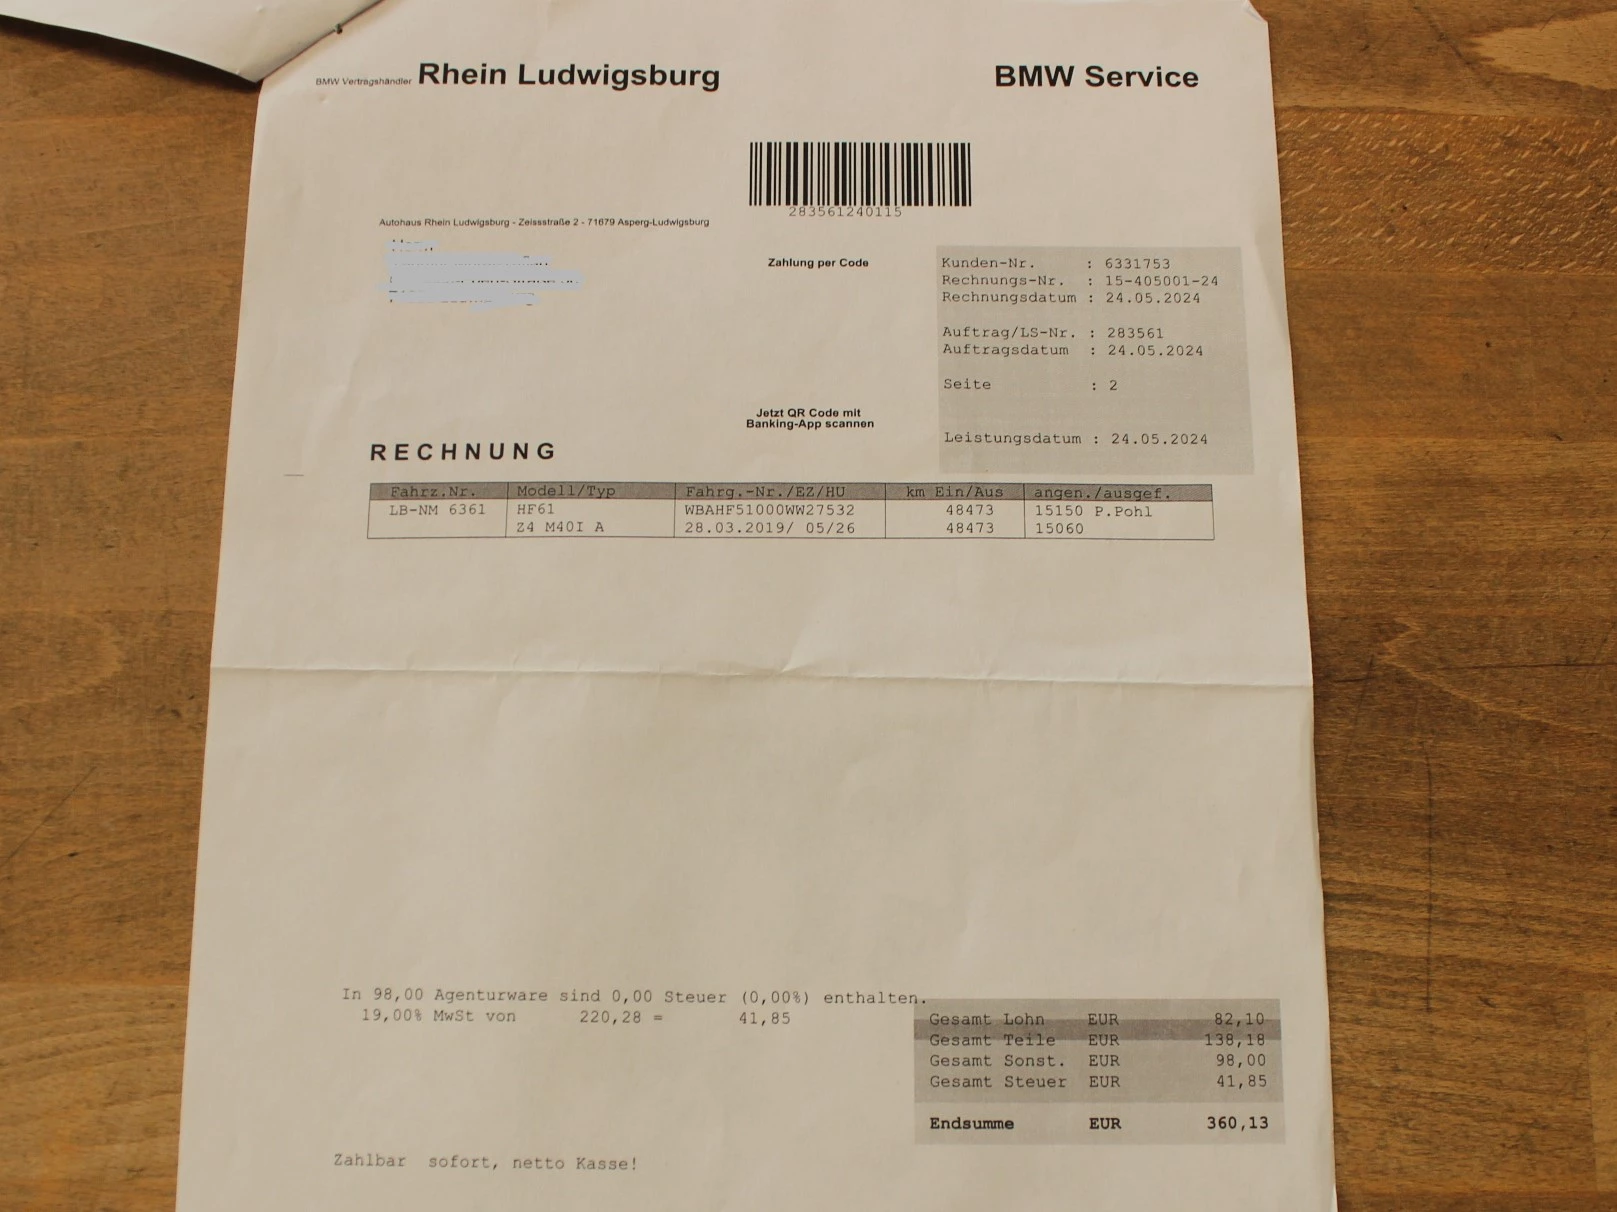 BMW Vertragshändler Rhein Ludwigsburg BMW Service
283561240115
Autohaus Rhein Ludwigsburg - Zeissstraße 2 - 71679 Asperg-Ludwigsburg
Zahlung per Code
Kunden-Nr. : 6331753
Rechnungs-Nr. : 15-405001-24
Rechnungsdatum : 24.05.2024
Auftrag/LS-Nr. : 283561
Auftragsdatum : 24.05.2024
Seite : 2
Leistungsdatum : 24.05.2024
Jetzt QR Code mit
Banking-App scannen
RECHNUNG
Fahrz.Nr. Modell/Typ Fahrg.-Nr./EZ/HU km Ein/Aus angen./ausgef.
LB-NM 6361 HF61 WBAHF51000WW27532 48473 15150 P.Pohl
Z4 M40I A 28.03.2019/ 05/26 48473 15060
In 98,00 Agenturware sind 0,00 Steuer (0,00%) enthalten.
19,00% MwSt von 220,28 = 41,85
Gesamt Lohn EUR 82,10
Gesamt Teile EUR 138,18
Gesamt Sonst. EUR 98,00
Gesamt Steuer EUR 41,85
Endsumme EUR 360,13
Zahlbar sofort, netto Kasse!